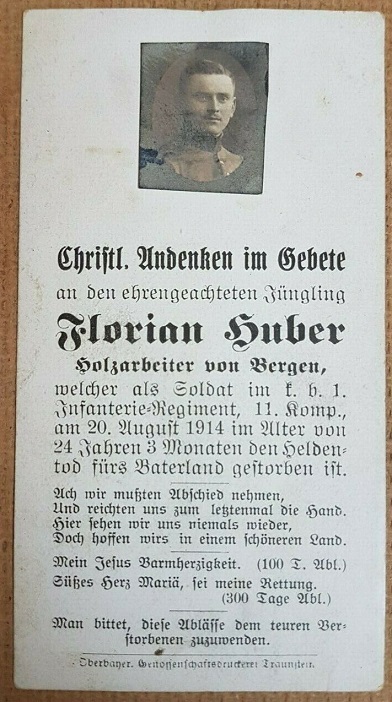 Christl. Andenken im Gebete
an den ehrengeachteten Jüngling
Florian Huber
Holzarbeiter von Bergen,
welcher als Soldat im k. b. 1.
Infanterie-Regiment, 11. Komp.,
am 20. August 1914 im Alter von
24 Jahren 3 Monaten den Helden-
tod fürs Vaterland gestorben ist.
Ach wir mußten Abschied nehmen,
Und reichten uns zum letztenmal die Hand.
Hier sehen wir uns niemals wieder,
Doch hoffen wirs in einem schöneren Land.
Mein Jesus Barmherzigkeit. (100 T. Abl.)
Süßes Herz Mariä, sei meine Rettung.
(300 Tage Abl.)
Man bittet, diese Ablässe dem teuren Ver-
storbenen zuzuwenden.
Oberbayer. Genossenschaftsdruckerei Traunstein.